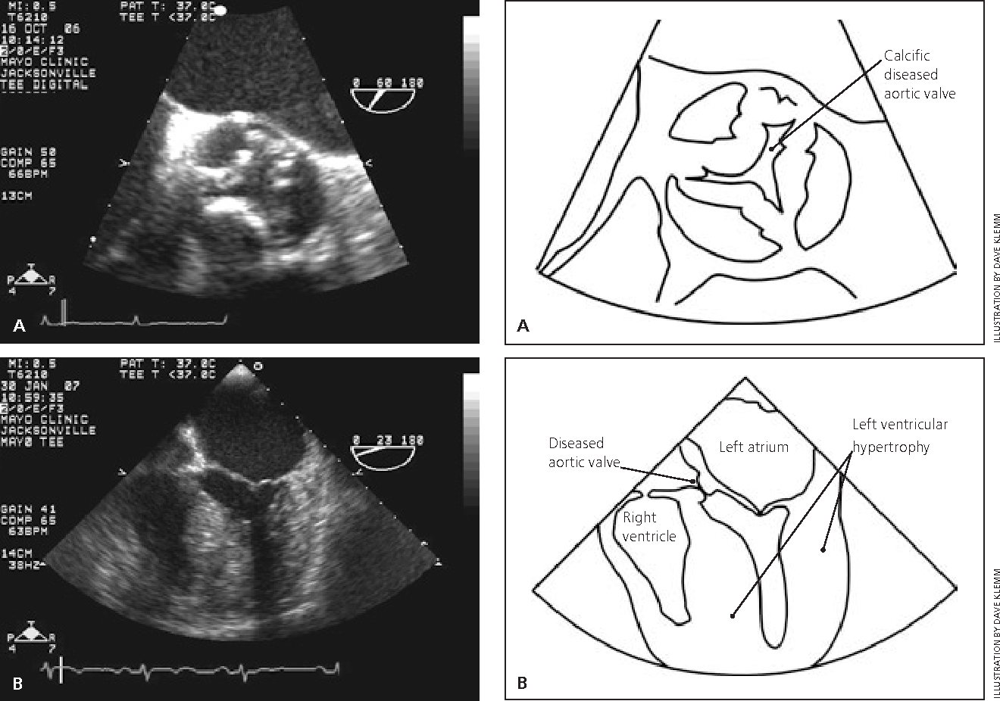 MI:0.5
T6210
16 OCT 06
10:14:12
2/0/E/F3
MAYO CLINIC
JACKSONVILLE
TEE DIGITAL
PAT T: 37.0C
TEE T <37.0C
0 60 180
GAIN 50
COMP 65
66BPM
13CM
T
P R
4 7
A
Calcific
diseased
aortic valve
A
ILLUSTRATION BY DAVE KLEMM
MI:0.5
T6210
30 JAN 07
10:59:35
2/0/E/F3
MAYO CLINIC
JACKSONVILLE
MAYO TEE
PAT T: 37.0C
TEE T <37.0C
0 23 180
GAIN 41
COMP 65
63BPM
14CM
38HZ
T
P R
4 7
B
Diseased
aortic valve
Left atrium
Left ventricular
hypertrophy
Right
ventricle
B
ILLUSTRATION BY DAVE KLEMM